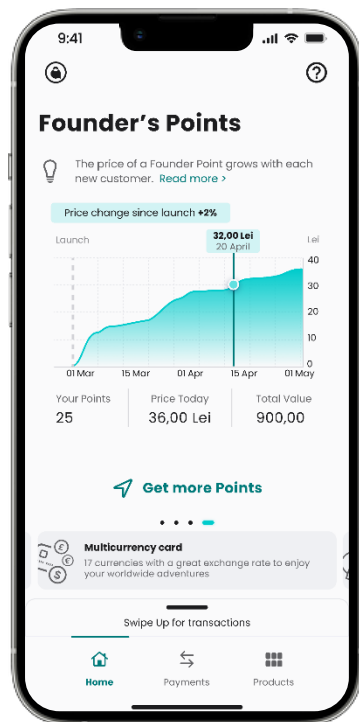 9:41
Founder's Points
The price of a Founder Point grows with each
new customer. Read more >
Price change since launch +2%
32,00 Lei
20 April
Launch
Lei
40
30
20
10
0
01 Mar 15 Mar 01 Apr 15 Apr 01 May
Your Points Price Today Total Value
25 36,00 Lei 900,00
Get more Points
Multicurrency card
17 currencies with a great exchange rate to enjoy
your worldwide adventures
Swipe Up for transactions
Home Payments Products